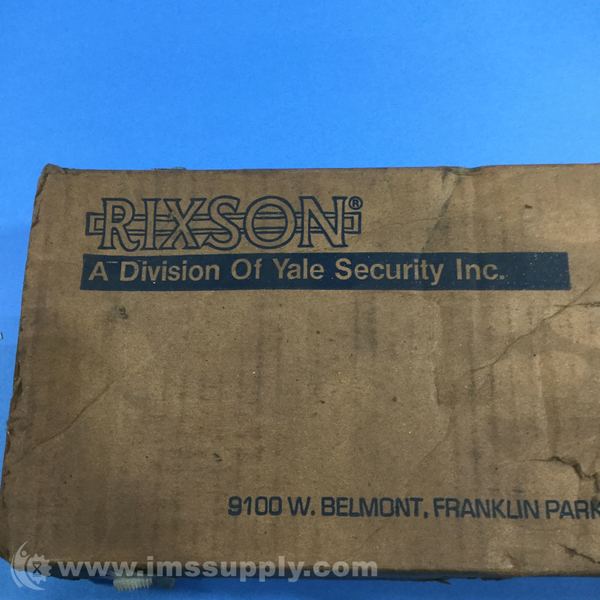 RIXSON®
A Division Of Yale Security Inc.
9100 W. BELMONT, FRANKLIN PARK
www.imssupply.com